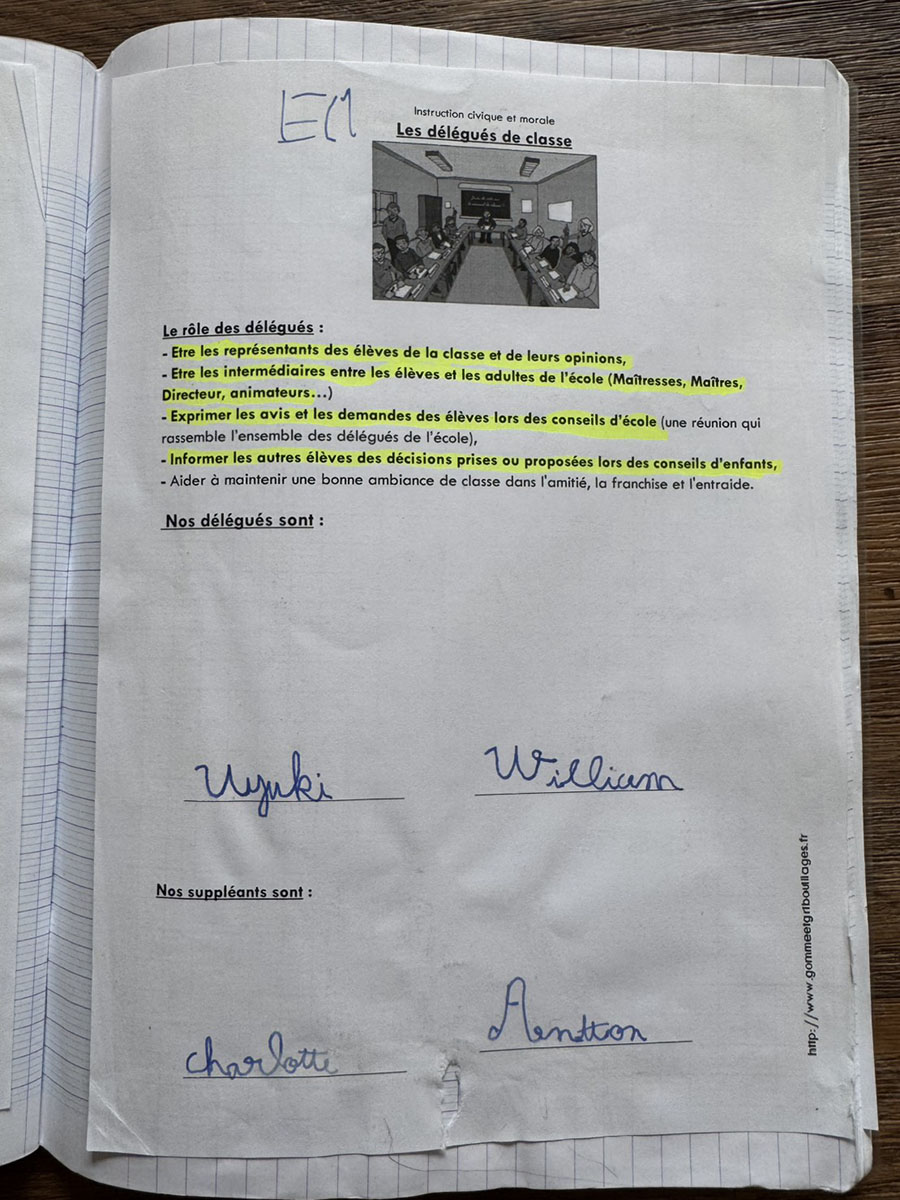 EC1
Instruction civique et morale
Les délégués de classe
Le rôle des délégués :
- Etre les représentants des élèves de la classe et de leurs opinions,
- Etre les intermédiaires entre les élèves et les adultes de l'école (Maîtresses, Maîtres,
Directeur, animateurs...)
- Exprimer les avis et les demandes des élèves lors des conseils d'école (une réunion qui
rassemble l'ensemble des délégués de l'école),
- Informer les autres élèves des décisions prises ou proposées lors des conseils d'enfants,
- Aider à maintenir une bonne ambiance de classe dans l'amitié, la franchise et l'entraide.
Nos délégués sont :
Uyuki William
Nos suppléants sont :
Charlotte
http://www.gommeetgribouillages.fr